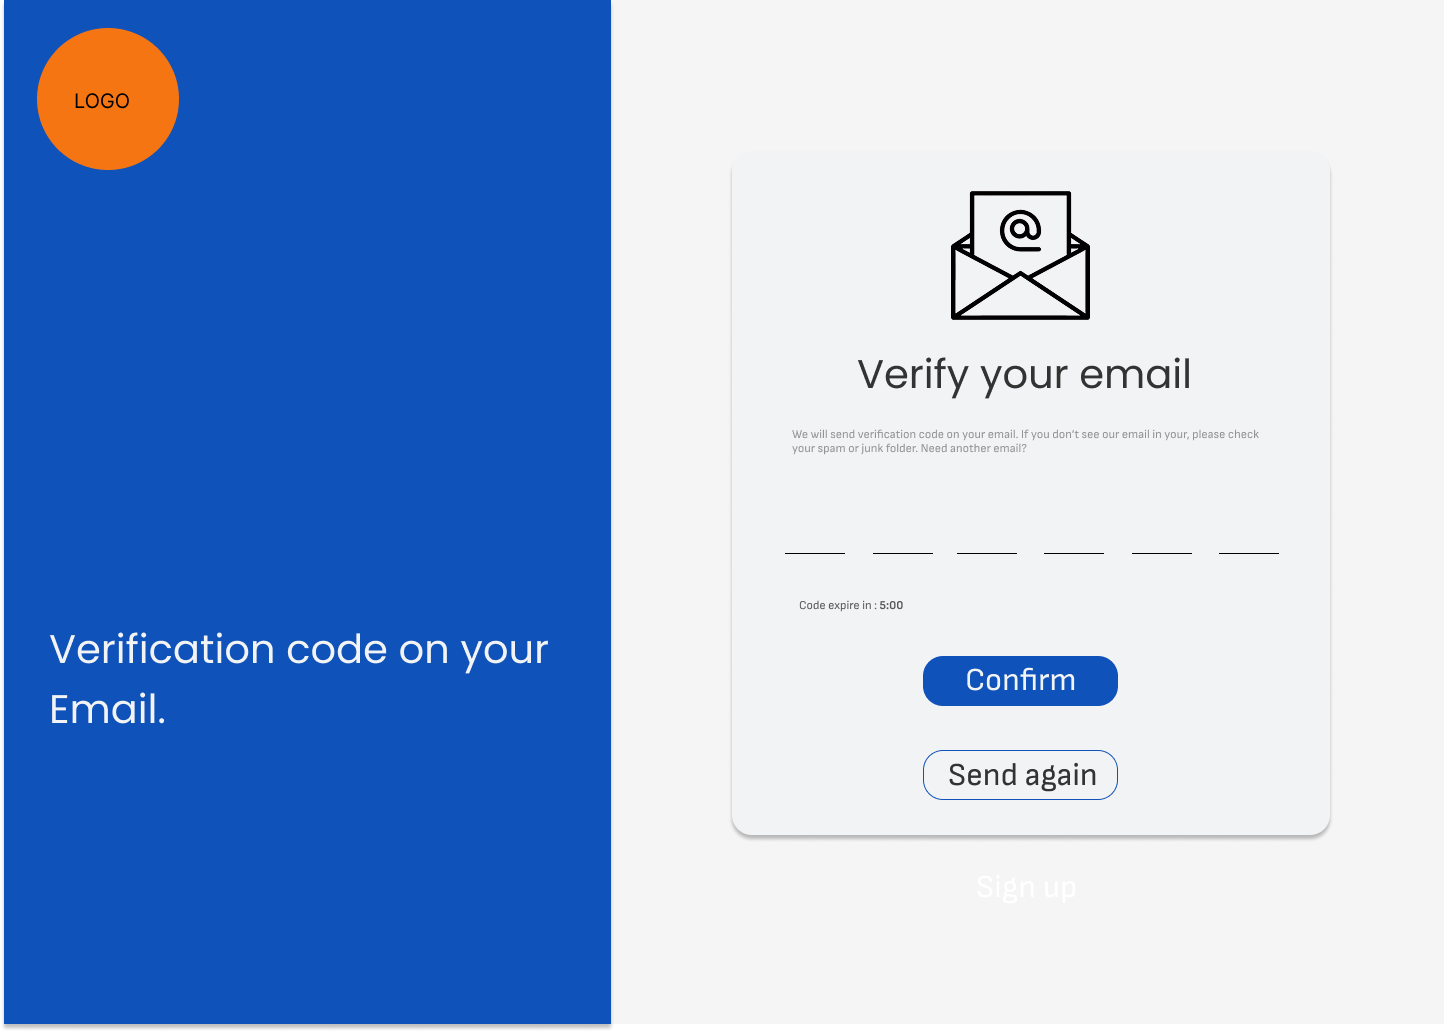 LOGO
Verification code on your
Email.
@
Verify your email
We will send verification code on your email. If you don't see our email in your, please check
your spam or junk folder. Need another email?
Code expire in : 5:00
Confirm
Send again
Sign up